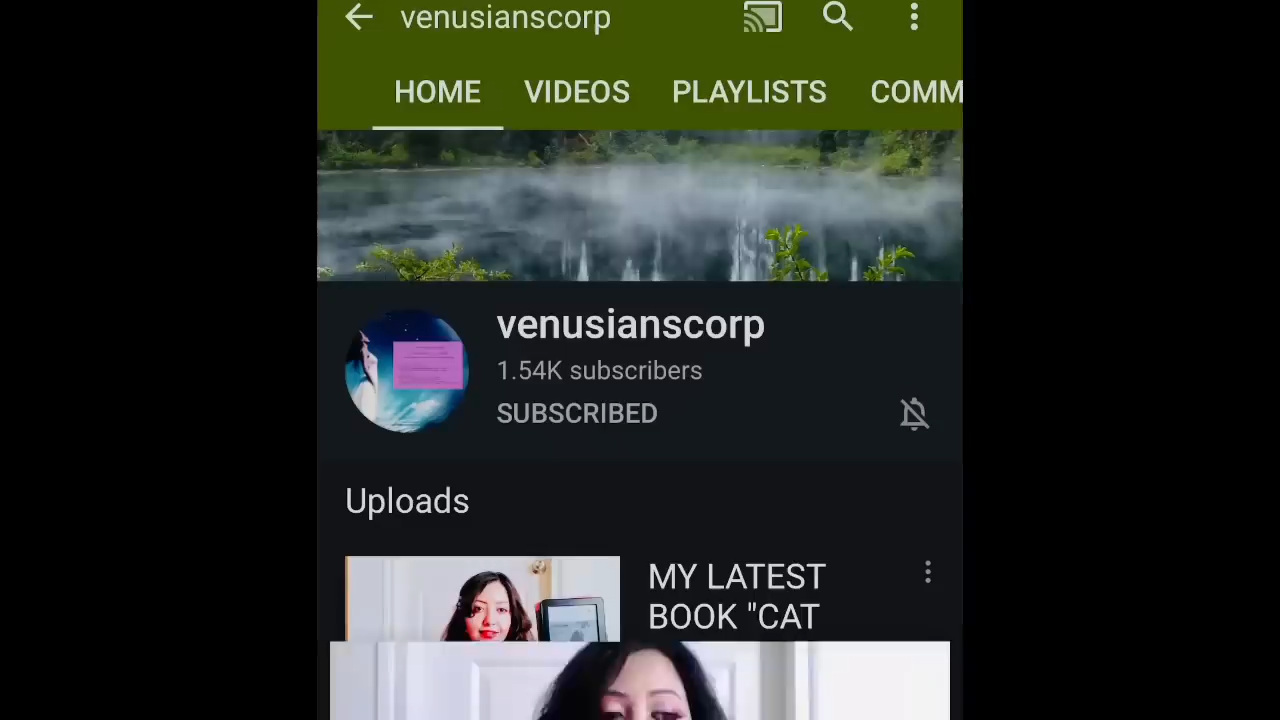 venusianscorp
HOME VIDEOS PLAYLISTS COMM
venusianscorp
1.54K subscribers
SUBSCRIBED
Uploads
MY LATEST
BOOK "CAT